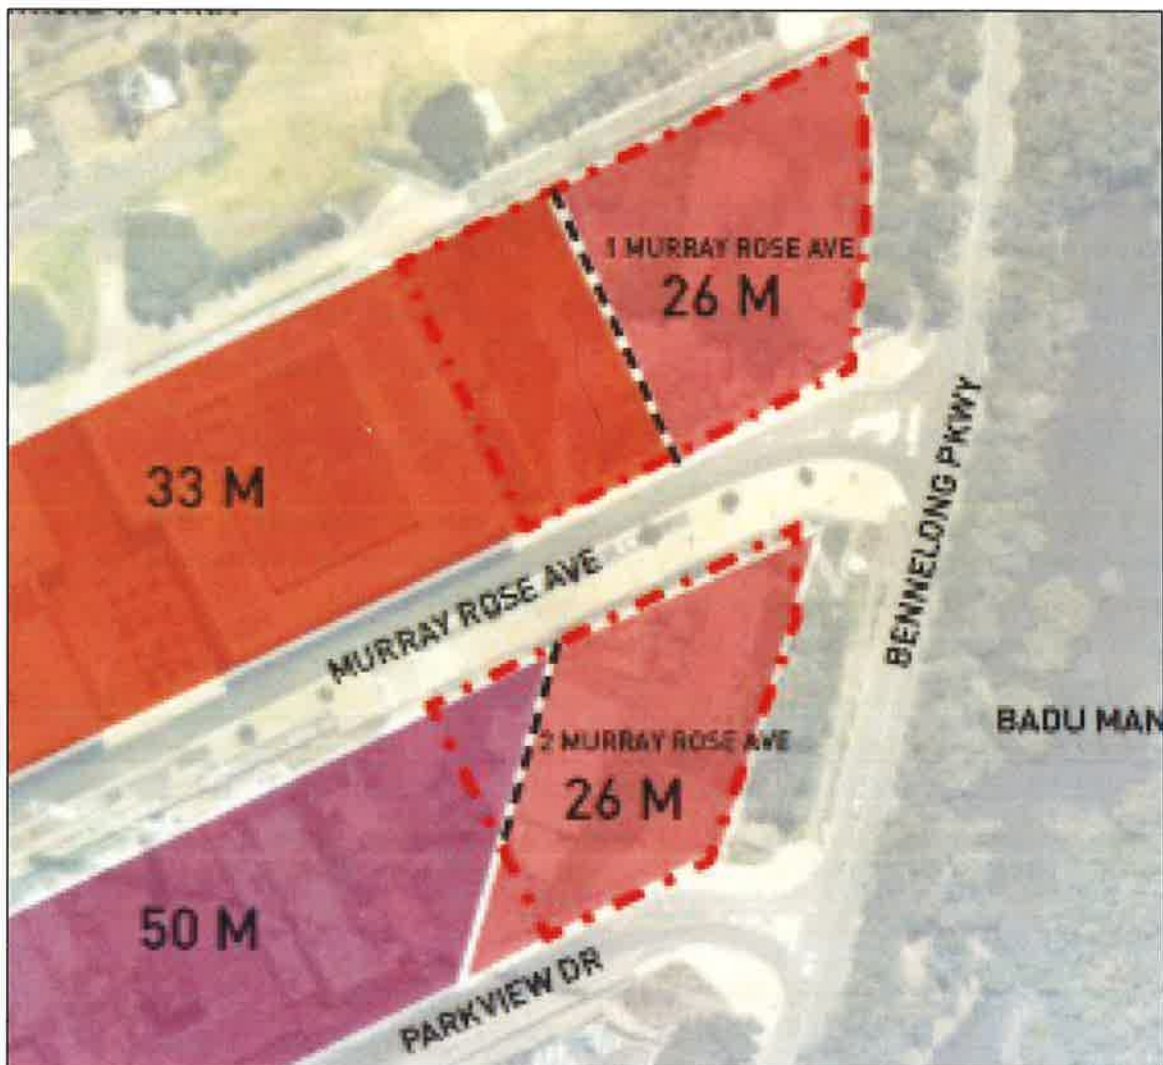 1 MURRAY ROSE AVE
26 M
33 M
MURRAY ROSE AVE
BENNELONG PKWY
BADU MAN
2 MURRAY ROSE AVE
26 M
50 M
PARKVIEW DR